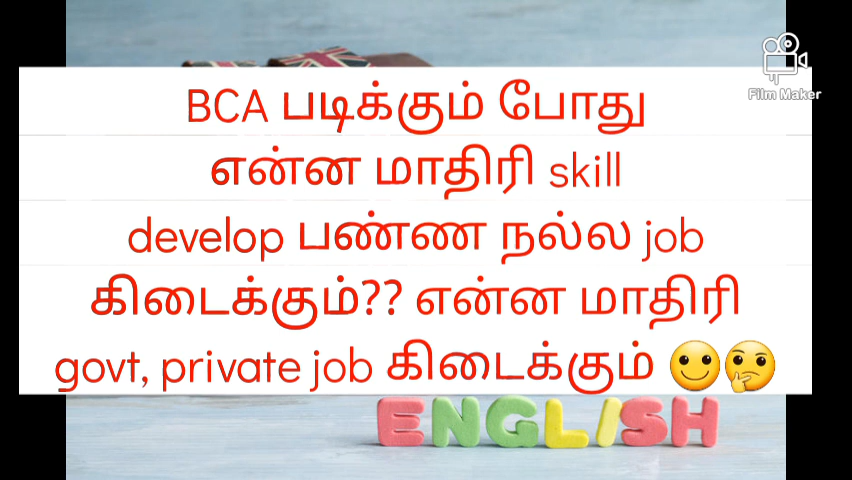 Film Maker
BCA படிக்கும் போது
என்ன மாதிரி skill
develop பண்ண நல்ல job
கிடைக்கும்?? என்ன மாதிரி
govt, private job கிடைக்கும் 🙂🤔
ENGLISH